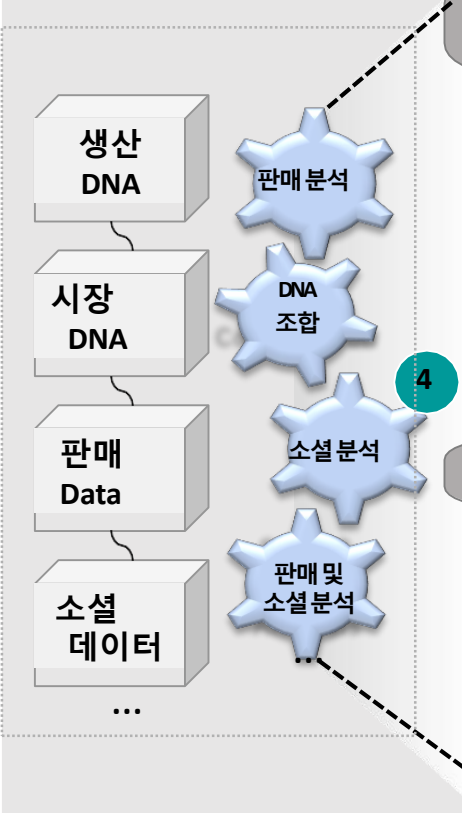 생산
DNA
시장
DNA
판매
Data
소셜
데이터
...
판매 분석
DNA
조합
소셜 분석
판매 및
소셜 분석
...
4